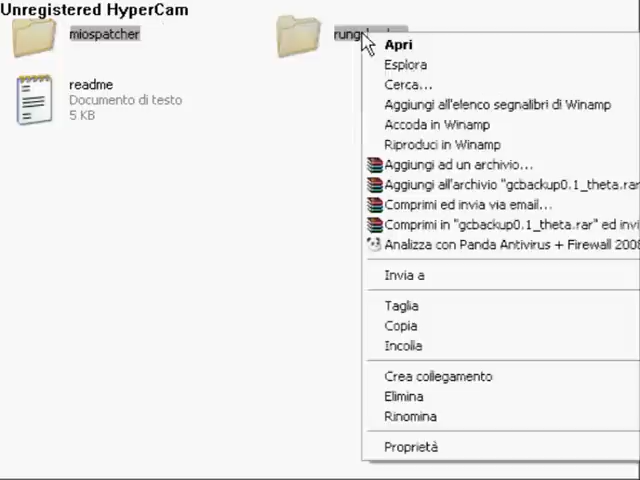 Unregistered HyperCam
miospatcher
readme
Documento di testo
5 KB
Apri
Esplora
Cerca...
Aggiungi all'elenco segnalibri di Winamp
Accoda in Winamp
Riproduci in Winamp
Aggiungi ad un archivio...
Aggiungi all'archivio "gcbackup0.1_theta.rar
Comprimi ed invia via email...
Comprimi in "gcbackup0.1_theta.rar" ed invi
Analizza con Panda Antivirus + Firewall 2008
Invia a
Taglia
Copia
Incolla
Crea collegamento
Elimina
Rinomina
Proprietà